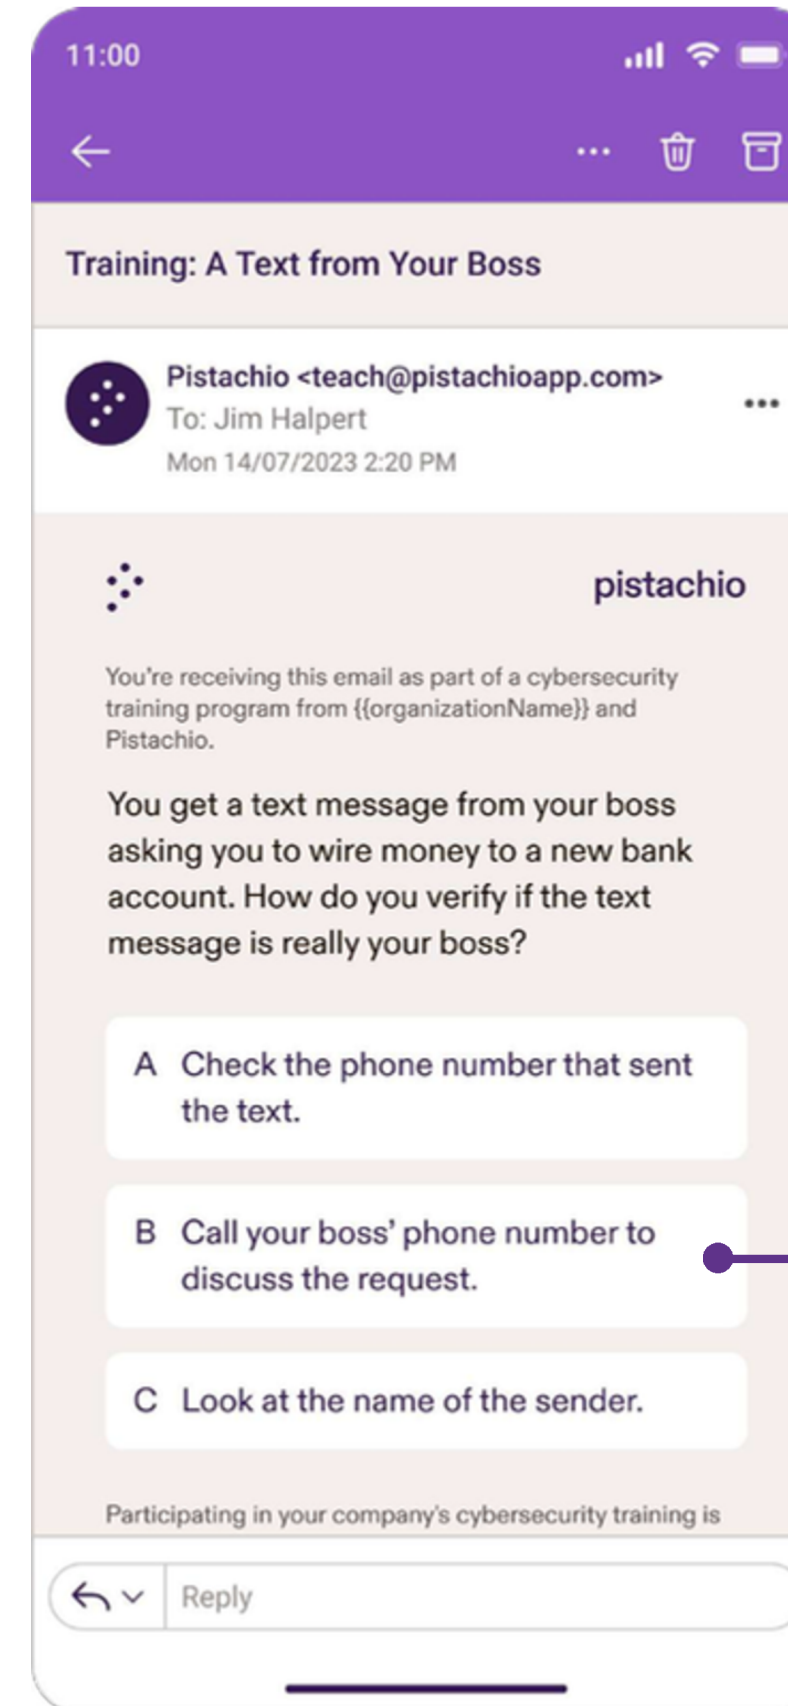 11:00
Training: A Text from Your Boss
Pistachio <teach@pistachioapp.com>
To: Jim Halpert
Mon 14/07/2023 2:20 PM
pistachio
You're receiving this email as part of a cybersecurity
training program from {{organizationName}} and
Pistachio.
You get a text message from your boss
asking you to wire money to a new bank
account. How do you verify if the text
message is really your boss?
A Check the phone number that sent
the text.
B Call your boss' phone number to
discuss the request.
C Look at the name of the sender.
Participating in your company's cybersecurity training is
Reply